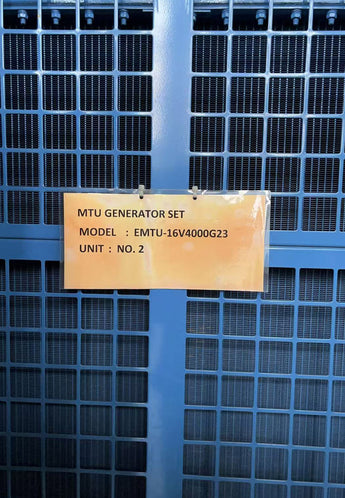 MTU GENERATOR SET
MODEL : EMTU-16V4000G23
UNIT : NO. 2